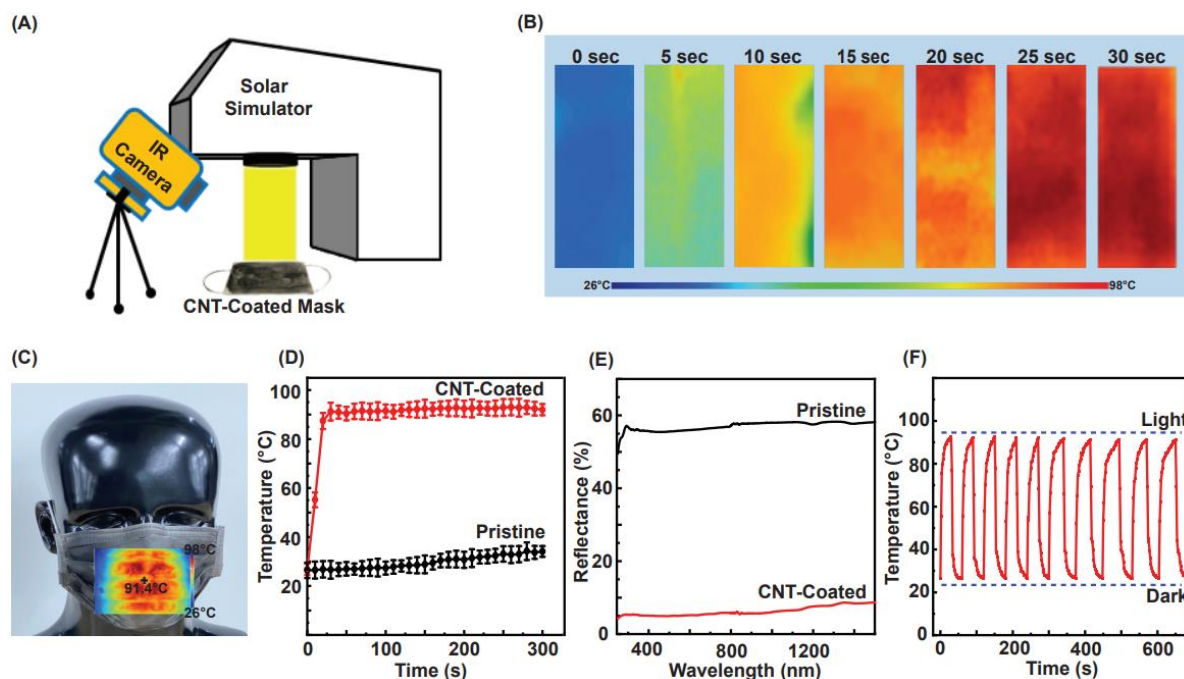 (A)
Solar
Simulator
IR
Camera
CNT-Coated Mask
(B)
0 sec 5 sec 10 sec 15 sec 20 sec 25 sec 30 sec
26°C 98°C
(C)
98°C
91.4°C
26°C
(D)
CNT-Coated
Pristine
100
80
60
40
20
0 100 200 300
Temperature (°C)
Time (s)
(E)
Pristine
CNT-Coated
80
60
40
20
0
400 800 1200
Reflectance (%)
Wavelength (nm)
(F)
Light
Dark
120
100
80
60
40
20
0
0 200 400 600
Temperature (°C)
Time (s)